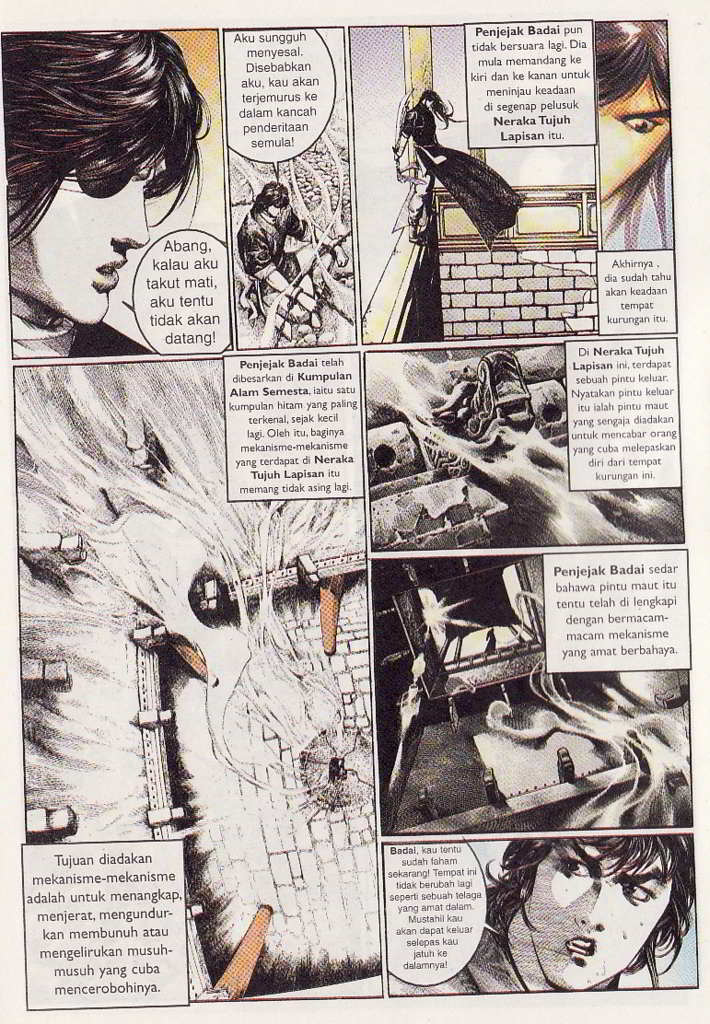 Abang,
kalau aku
takut mati,
aku tentu
tidak akan
datang!
Aku sungguh
menyesal.
Disebabkan
aku, kau akan
terjemurus ke
dalam kancah
penderitaan
semula!
Penjejak Badai pun
tidak bersuara lagi. Dia
mula memandang ke
kiri dan ke kanan untuk
meninjau keadaan
di segenap pelusuk
Neraka Tujuh
Lapisan itu.
Akhirnya ,
dia sudah tahu
akan keadaan
tempat
kurungan itu.
Penjejak Badai telah
dibesarkan di Kumpulan
Alam Semesta, iaitu satu
kumpulan hitam yang paling
terkenal, sejak kecil
lagi. Oleh itu, baginya
mekanisme-mekanisme
yang terdapat di Neraka
Tujuh Lapisan itu
memang tidak asing lagi.
Di Neraka Tujuh
Lapisan ini, terdapat
sebuah pintu keluar.
Nyatakan pintu keluar
itu ialah pintu maut
yang sengaja diadakan
untuk mencabar orang
yang cuba melepaskan
diri dari tempat
kurungan ini.
Penjejak Badai sedar
bahawa pintu maut itu
tentu telah di lengkapi
dengan bermacam-
macam mekanisme
yang amat berbahaya.
Tujuan diadakan
mekanisme-mekanisme
adalah untuk menangkap,
menjerat, mengundur-
kan membunuh atau
mengelirukan musuh-
musuh yang cuba
mencerobohinya.
Badai, kau tentu
sudah faham
sekarang! Tempat ini
tidak berubah lagi
seperti sebuah telaga
yang amat dalam.
Mustahil kau
akan dapat keluar
selepas kau
jatuh ke
dalamnya!